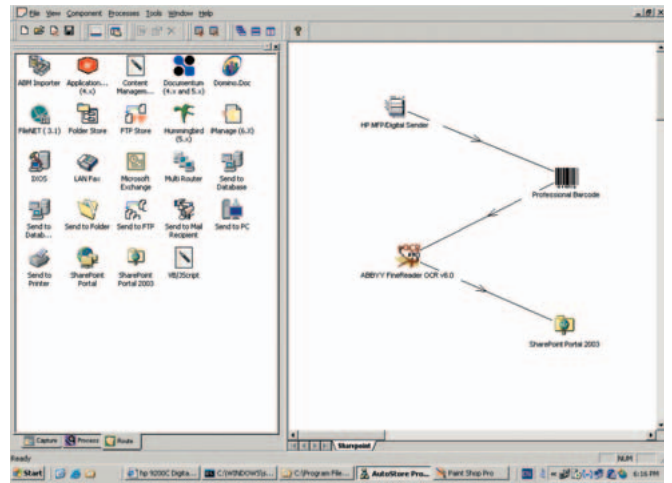 File View Component Processes Tools Window Help
ABM Importer Application... Content Documentum Domino.Doc
(4.x) Managem... (4.x and 5.x)
FileNET ( 3.1) Folder Store FTP Store Hummingbird iManage (6.0)
(5.x)
IXOS LAN Fax Microsoft Multi Router Send to
Exchange Database
Send to Send to Folder Send to FTP Send to Mail Send to PC
Datab... Recipient
Send to SharePoint SharePoint VB/JScript
Printer Portal Portal 2003
HP MFP/Digital Sender
Professional Barcode
OCR
ABBYY FineReader OCR v6.0
SharePoint Portal 2003
Capture Process Route
Sharepoint
Ready
NUM
Start hp 9200C Digita... C:\WINDOWS\s... C:\Program File... AutoStore Pro... Paint Shop Pro 6:16 PM